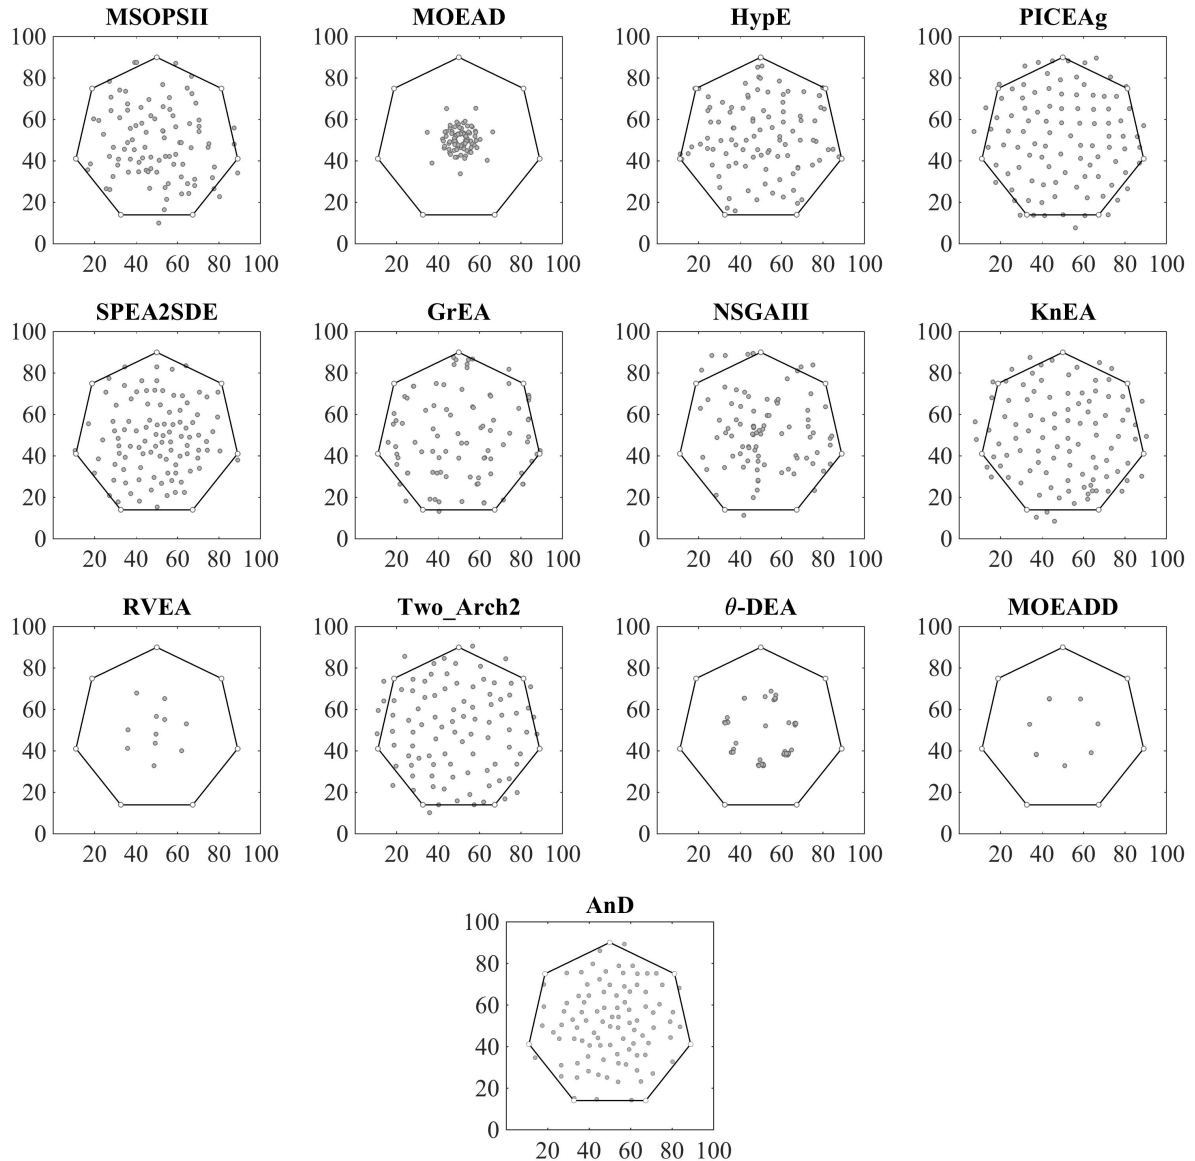 MSOPSII MOEAD HypE PICEAg
100 100 100 100
80 80 80 80
60 60 60 60
40 40 40 40
20 20 20 20
0 0 0 0
20 40 60 80 100 20 40 60 80 100 20 40 60 80 100 20 40 60 80 100
SPEA2SDE GrEA NSGAIII KnEA
100 100 100 100
80 80 80 80
60 60 60 60
40 40 40 40
20 20 20 20
0 0 0 0
20 40 60 80 100 20 40 60 80 100 20 40 60 80 100 20 40 60 80 100
RVEA Two_Arch2 θ-DEA MOEADD
100 100 100 100
80 80 80 80
60 60 60 60
40 40 40 40
20 20 20 20
0 0 0 0
20 40 60 80 100 20 40 60 80 100 20 40 60 80 100 20 40 60 80 100
AnD
100
80
60
40
20
0
20 40 60 80 100